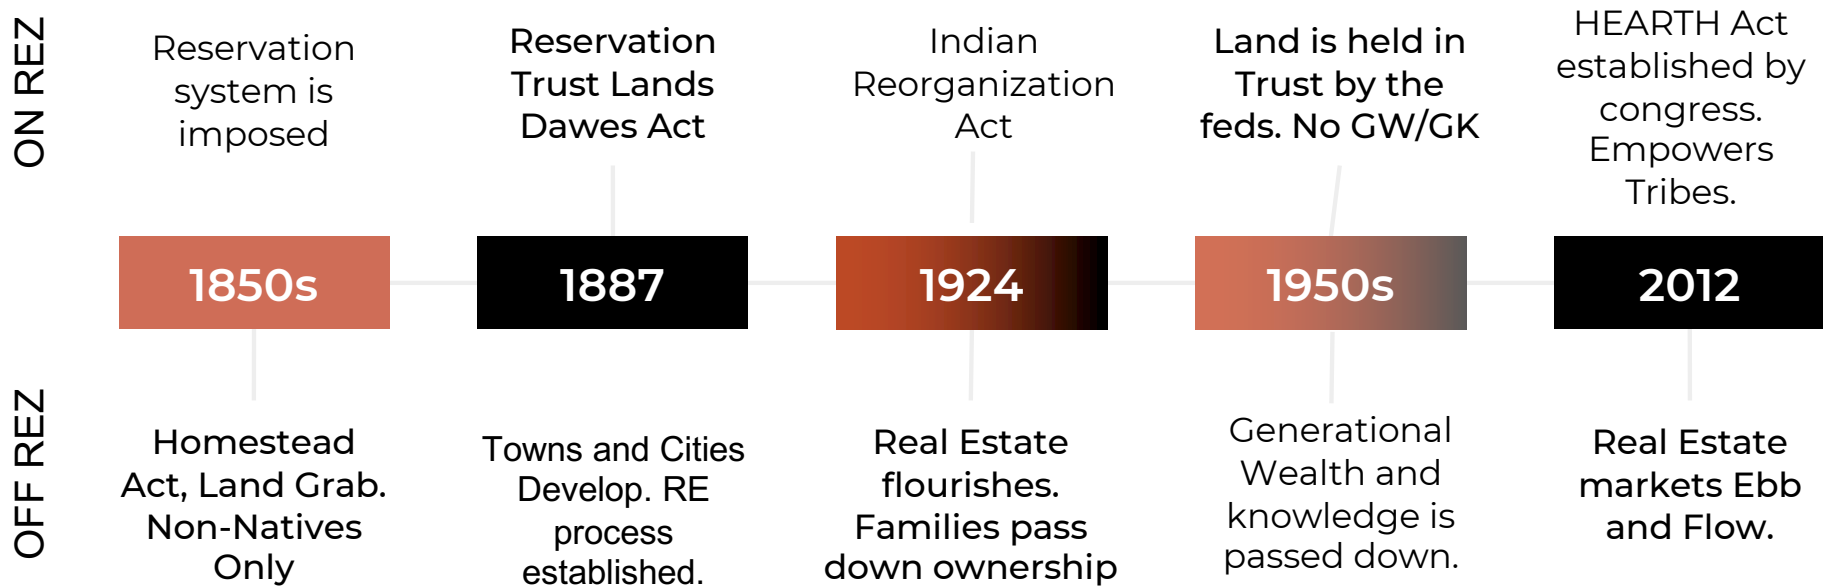 ON REZ
Reservation
system is
imposed
Reservation
Trust Lands
Dawes Act
Indian
Reorganization
Act
Land is held in
Trust by the
feds. No GW/GK
HEARTH Act
established by
congress.
Empowers
Tribes.
1850s
1887
1924
1950s
2012
OFF REZ
Homestead
Act, Land Grab.
Non-Natives
Only
Towns and Cities
Develop. RE
process
established.
Real Estate
flourishes.
Families pass
down ownership
Generational
Wealth and
knowledge is
passed down.
Real Estate
markets Ebb
and Flow.